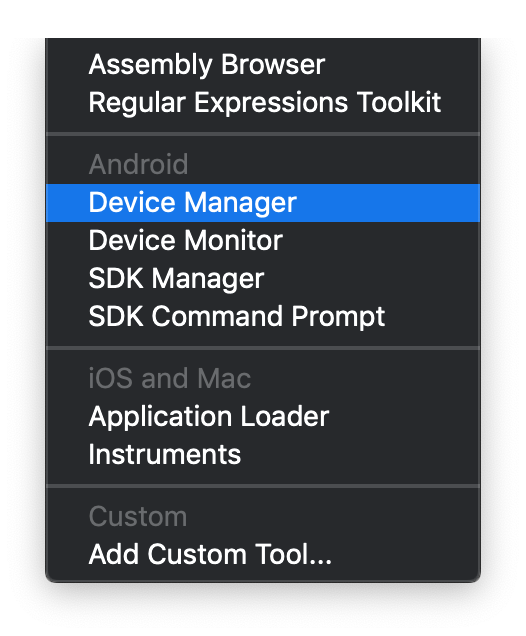 Assembly Browser
Regular Expressions Toolkit
Android
Device Manager
Device Monitor
SDK Manager
SDK Command Prompt
iOS and Mac
Application Loader
Instruments
Custom
Add Custom Tool...